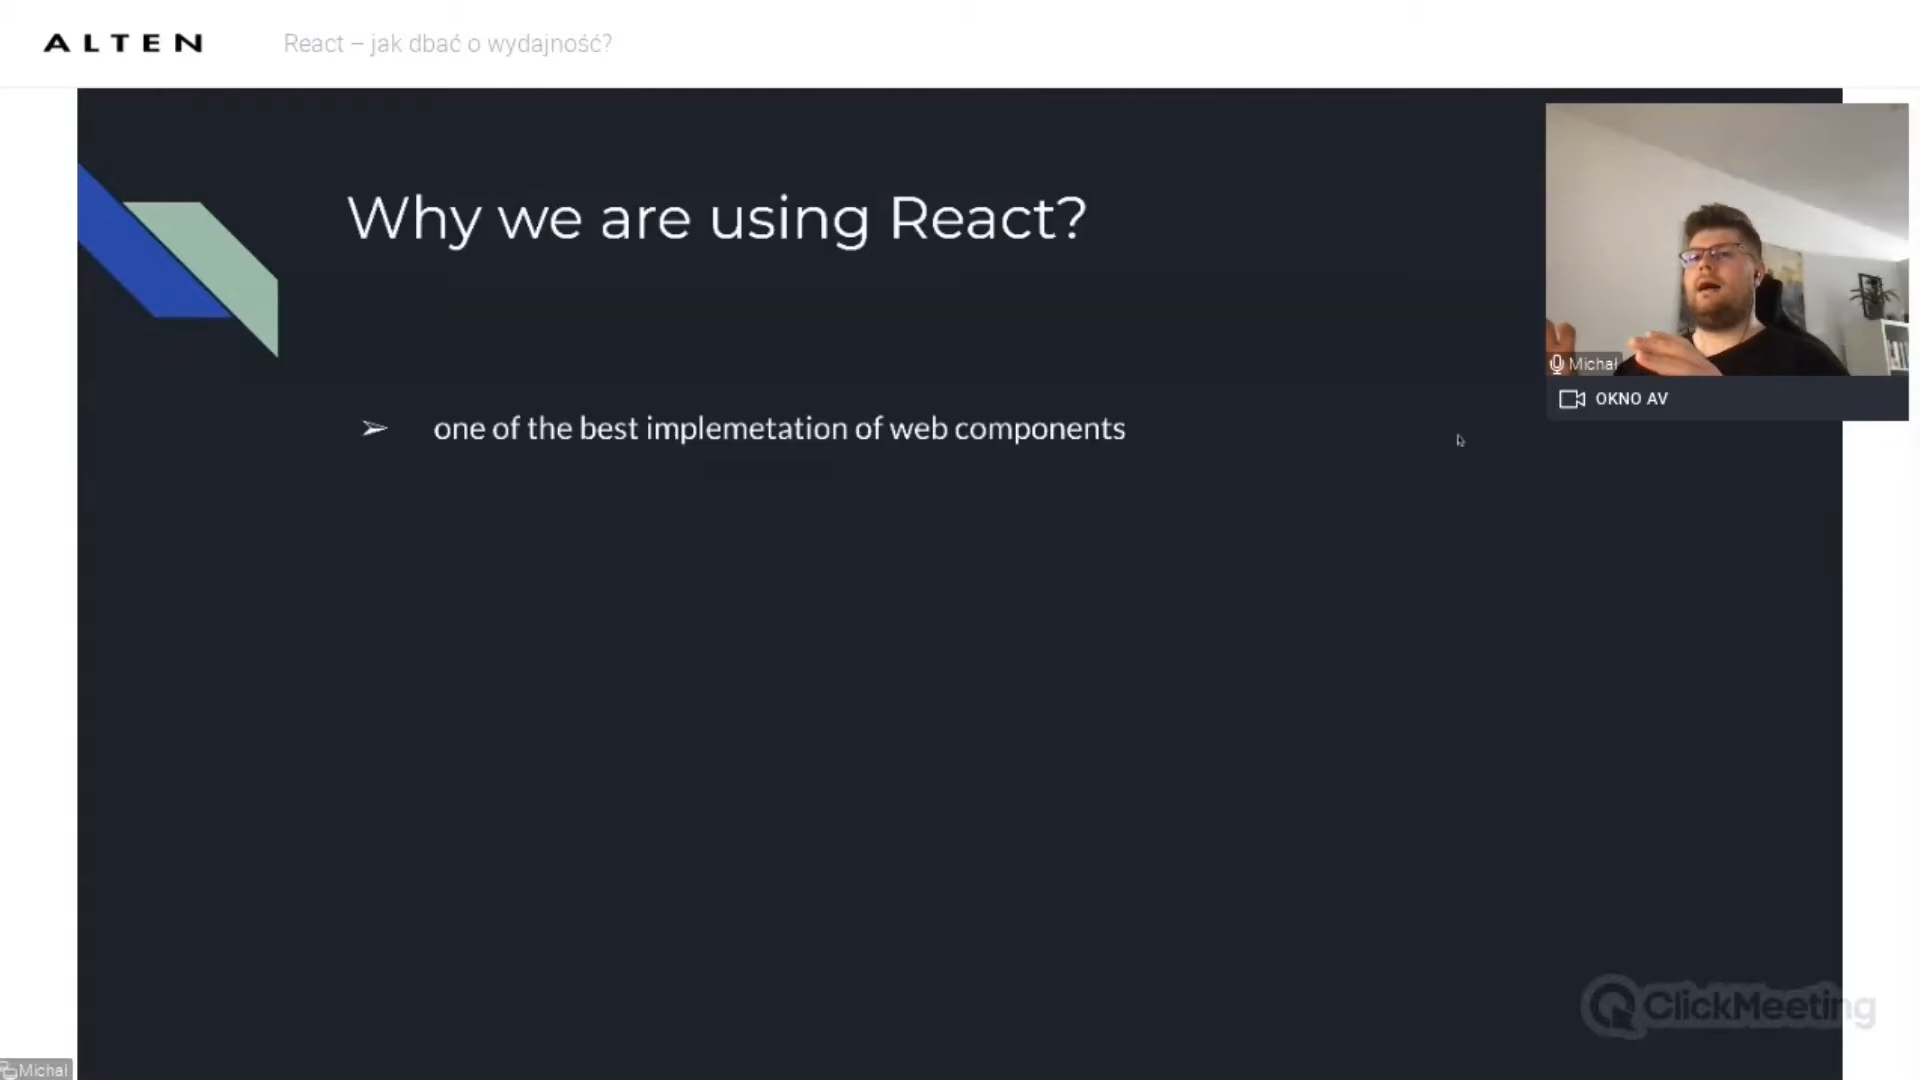 ALTEN
React – jak dbać o wydajność?
Why we are using React?
➢ one of the best implemetation of web components
Michał
OKNO AV
ClickMeeting
Michał